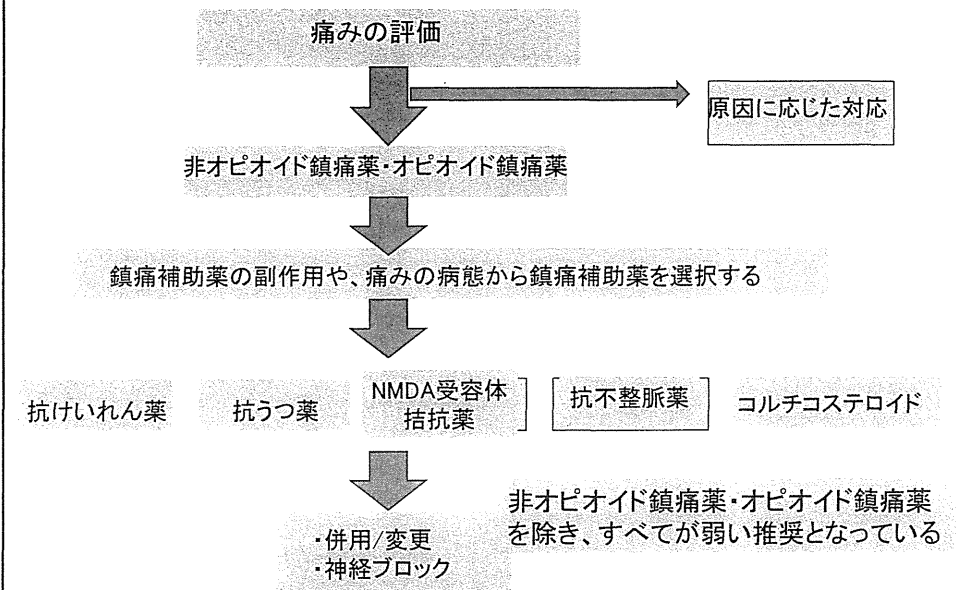 痛みの評価
原因に応じた対応
非オピオイド鎮痛薬・オピオイド鎮痛薬
鎮痛補助薬の副作用や、痛みの病態から鎮痛補助薬を選択する
抗けいれん薬
抗うつ薬
NMDA受容体
拮抗薬
抗不整脈薬
コルチコステロイド
・併用/変更
・神経ブロック
非オピオイド鎮痛薬・オピオイド鎮痛薬
を除き、すべてが弱い推奨となっている